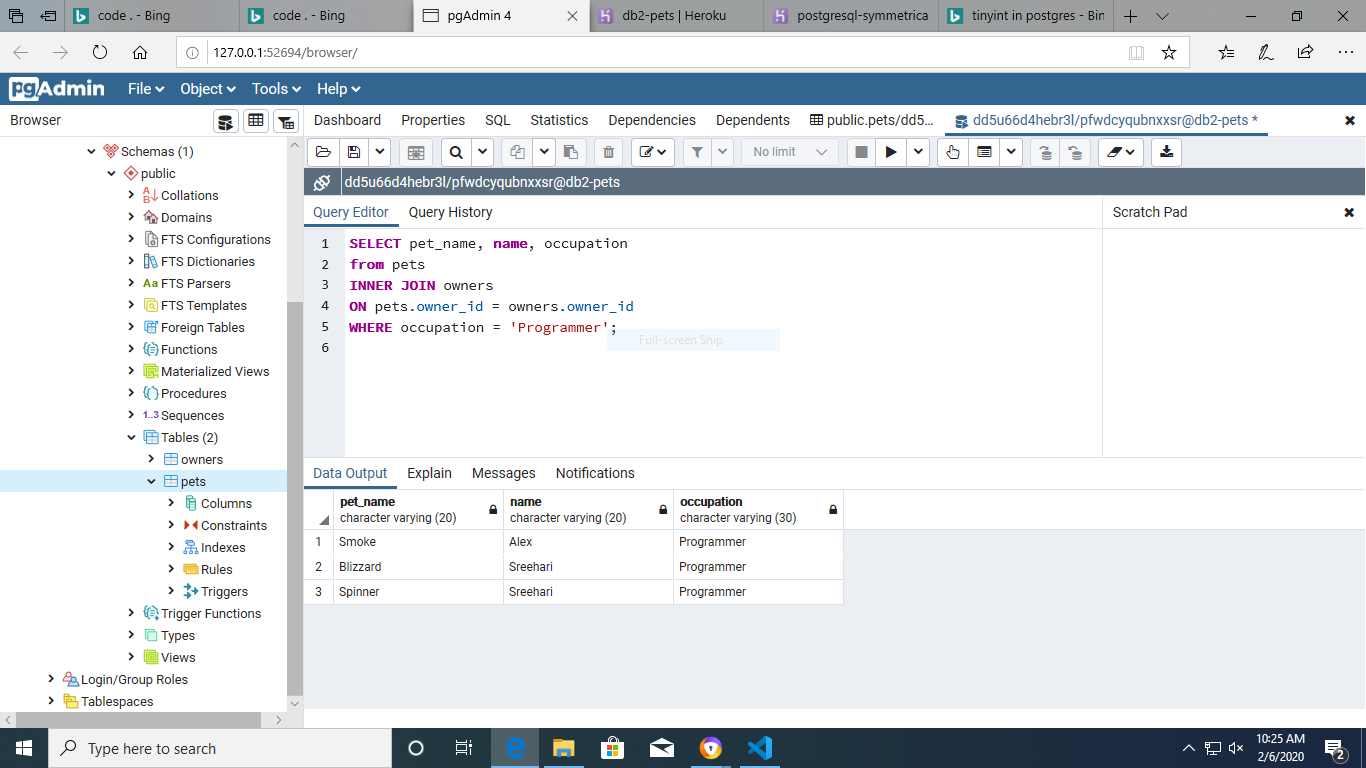 code . - Bing
code . - Bing
pgAdmin 4
db2-pets | Heroku
postgresql-symmetrica
tinyint in postgres - Bin
127.0.0.1:52694/browser/
pgAdmin File Object Tools Help
Browser
Dashboard Properties SQL Statistics Dependencies Dependents public.pets/dd5... dd5u66d4hebr3l/pfwdcyqubnxxsr@db2-pets *
No limit
dd5u66d4hebr3l/pfwdcyqubnxxsr@db2-pets
Schemas (1)
public
Collations
Domains
FTS Configurations
FTS Dictionaries
Aa FTS Parsers
FTS Templates
Foreign Tables
Functions
Materialized Views
Procedures
1..3 Sequences
Tables (2)
owners
pets
Columns
Constraints
Indexes
Rules
Triggers
Trigger Functions
Types
Views
Login/Group Roles
Tablespaces
Query Editor Query History
Scratch Pad
1 SELECT pet_name, name, occupation
2 from pets
3 INNER JOIN owners
4 ON pets.owner_id = owners.owner_id
5 WHERE occupation = 'Programmer';
6
Full-screen Snip
Data Output Explain Messages Notifications
pet_name name occupation
character varying (20) character varying (20) character varying (30)
1 Smoke Alex Programmer
2 Blizzard Sreehari Programmer
3 Spinner Sreehari Programmer
Type here to search
10:25 AM
2/6/2020
2